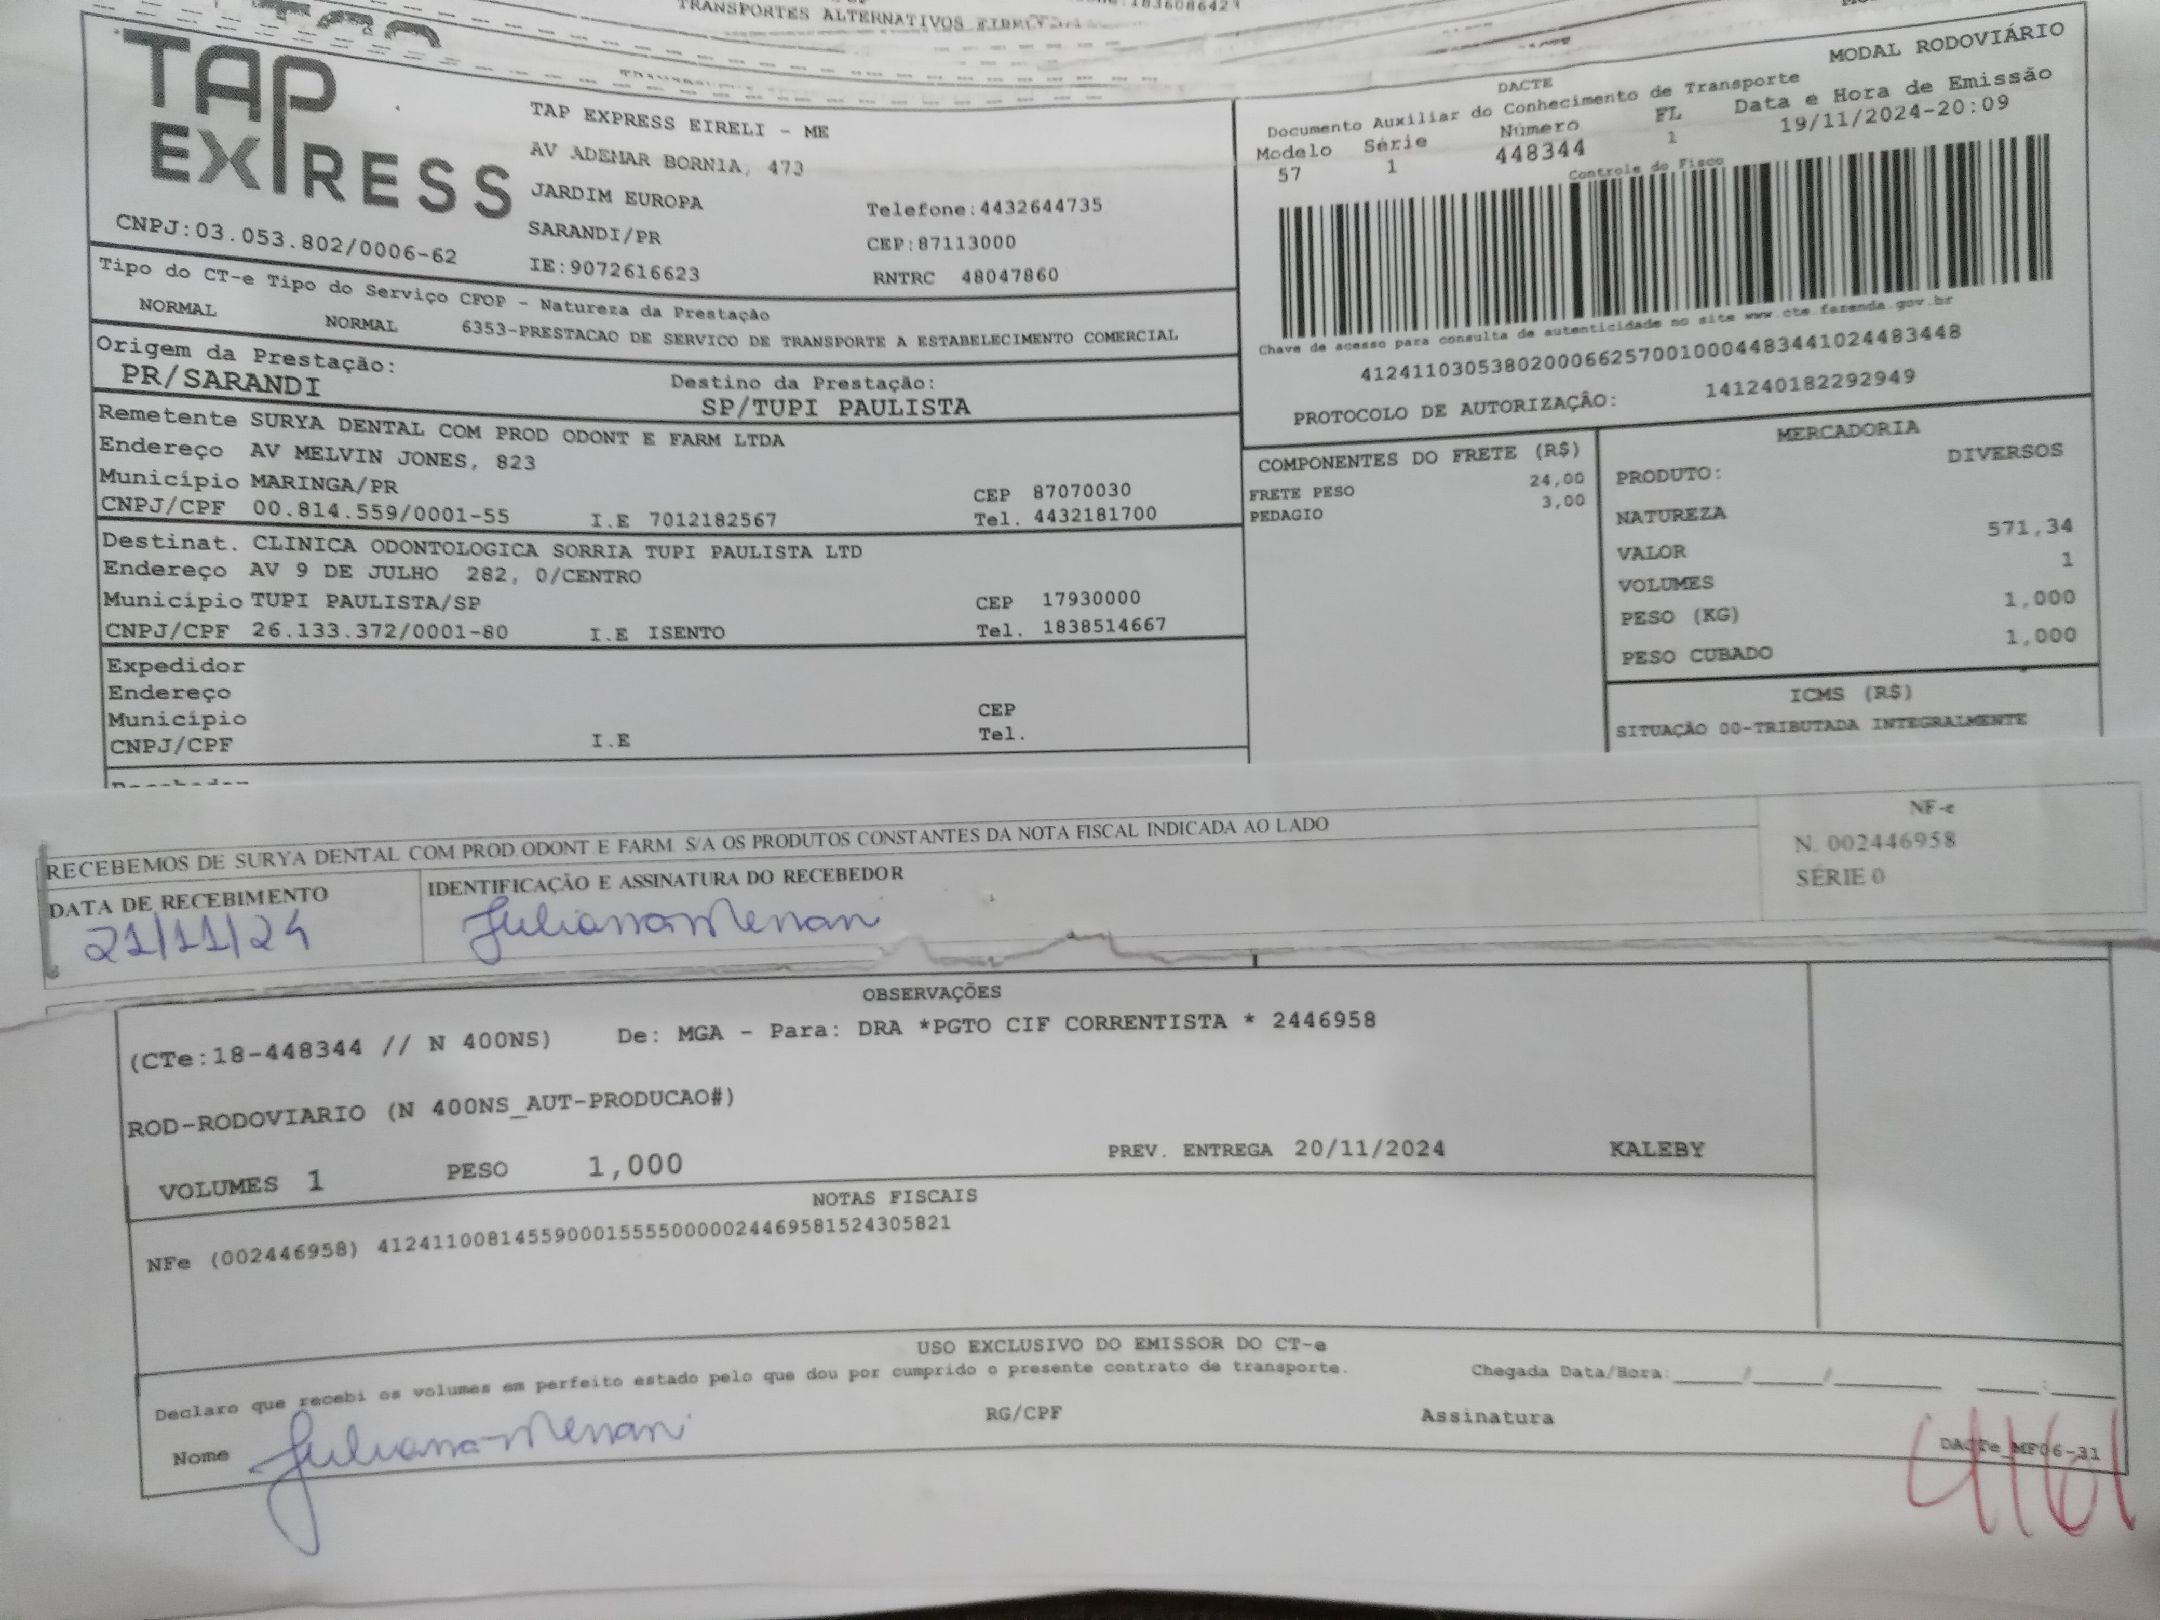 TRANSPORTES ALTERNATIVOS EIRELI
TAP
EXPRESS
CNPJ:03.053.802/0006-62
TAP EXPRESS EIRELI - ME
AV ADEMAR BORNIA, 473
JARDIM EUROPA
SARANDI/PR
IE:9072616623
Telefone:4432644735
CEP:87113000
RNTRC 48047860
MODAL RODOVIÁRIO
DACTE
Documento Auxiliar do Conhecimento de Transporte
Modelo Série Número FL Data e Hora de Emissão
57 1 448344 1 19/11/2024-20:09
Controle do Fisco
Chave de acesso para consulta de autenticidade no site www.cte.fazenda.gov.br
41241103053802000662570010004483441024483448
PROTOCOLO DE AUTORIZAÇÃO: 141240182292949
Tipo do CT-e Tipo do Serviço CFOP - Natureza da Prestação
NORMAL NORMAL 6353-PRESTACAO DE SERVICO DE TRANSPORTE A ESTABELECIMENTO COMERCIAL
Origem da Prestação:
PR/SARANDI
Destino da Prestação:
SP/TUPI PAULISTA
Remetente SURYA DENTAL COM PROD ODONT E FARM LTDA
Endereço AV MELVIN JONES, 823
Município MARINGA/PR CEP 87070030
CNPJ/CPF 00.814.559/0001-55 I.E 7012182567 Tel. 4432181700
Destinat. CLINICA ODONTOLOGICA SORRIA TUPI PAULISTA LTD
Endereço AV 9 DE JULHO 282, 0/CENTRO
Município TUPI PAULISTA/SP CEP 17930000
CNPJ/CPF 26.133.372/0001-80 I.E ISENTO Tel. 1838514667
Expedidor
Endereço
Município CEP
CNPJ/CPF I.E Tel.
COMPONENTES DO FRETE (R$)
FRETE PESO 24,00
PEDAGIO 3,00
MERCADORIA
PRODUTO: DIVERSOS
NATUREZA
VALOR 571,34
VOLUMES 1
PESO (KG) 1,000
PESO CUBADO 1,000
ICMS (R$)
SITUAÇÃO 00-TRIBUTADA INTEGRALMENTE
RECEBEMOS DE SURYA DENTAL COM.PROD.ODONT E FARM. S/A OS PRODUTOS CONSTANTES DA NOTA FISCAL INDICADA AO LADO
DATA DE RECEBIMENTO
21/11/24
IDENTIFICAÇÃO E ASSINATURA DO RECEBEDOR
Juliana Menani
NF-e
N. 002446958
SÉRIE 0
OBSERVAÇÕES
(CTe:18-448344 // N 400NS) De: MGA - Para: DRA *PGTO CIF CORRENTISTA * 2446958
ROD-RODOVIARIO (N 400NS_AUT-PRODUCAO#)
VOLUMES 1 PESO 1,000 PREV. ENTREGA 20/11/2024 KALEBY
NOTAS FISCAIS
NFe (002446958) 41241100814559000155550000024469581524305821
USO EXCLUSIVO DO EMISSOR DO CT-e
Declaro que recebi os volumes em perfeito estado pelo que dou por cumprido o presente contrato de transporte. Chegada Data/Hora:____/____/______ ____:____
Nome Juliana Menani RG/CPF Assinatura
DACTe_MF06-31
4161